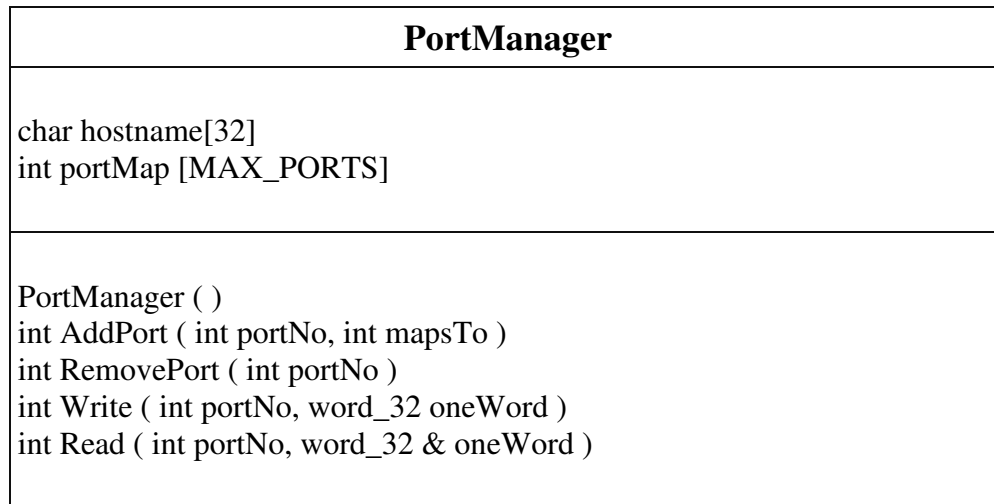 PortManager
char hostname[32]
int portMap [MAX_PORTS]
PortManager ( )
int AddPort ( int portNo, int mapsTo )
int RemovePort ( int portNo )
int Write ( int portNo, word_32 oneWord )
int Read ( int portNo, word_32 & oneWord )